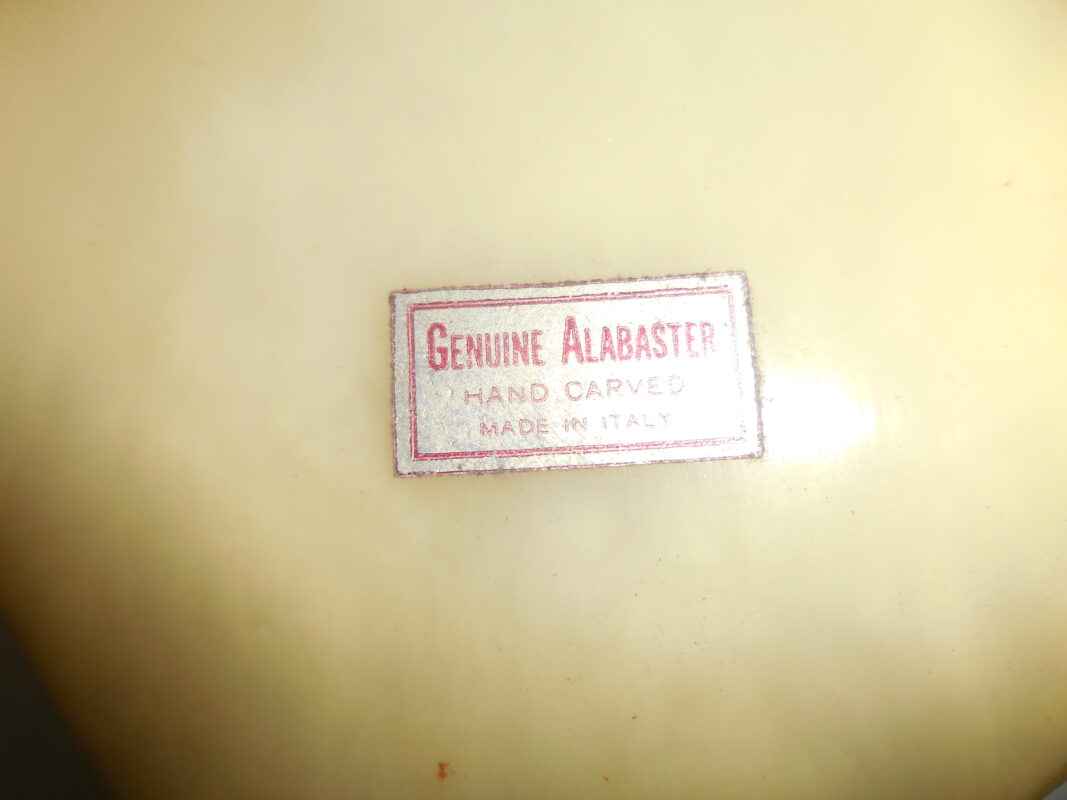 GENUINE ALABASTER
HAND CARVED
MADE IN ITALY